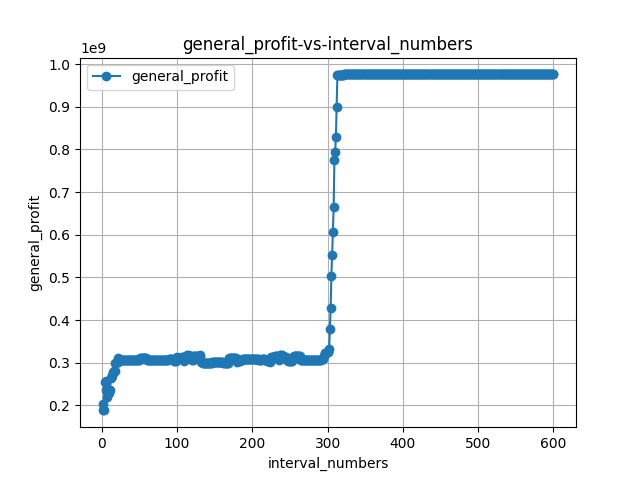 general_profit-vs-interval_numbers
1e9
general_profit
1.0
0.9
0.8
0.7
0.6
0.5
0.4
0.3
0.2
general_profit
0 100 200 300 400 500 600
interval_numbers